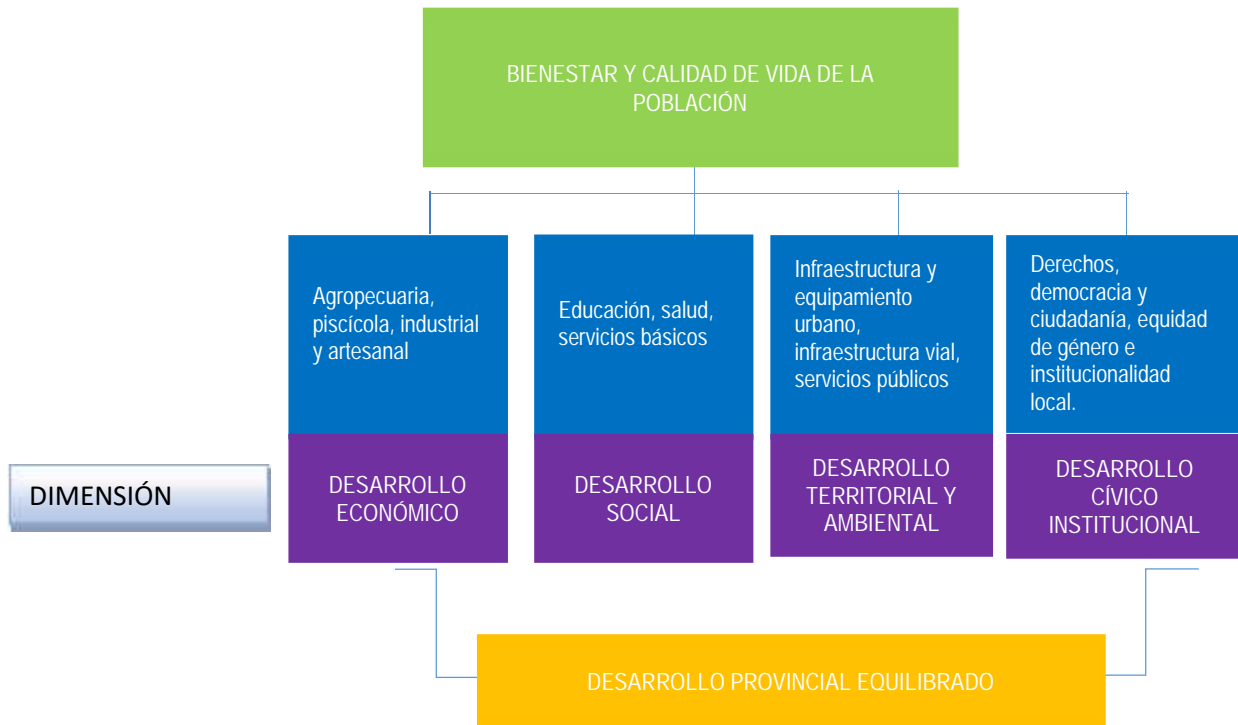 BIENESTAR Y CALIDAD DE VIDA DE LA
POBLACIÓN
Agropecuaria,
piscícola, industrial
y artesanal
Educación, salud,
servicios básicos
Infraestructura y
equipamiento
urbano,
infraestructura vial,
servicios públicos
Derechos,
democracia y
ciudadanía, equidad
de género e
institucionalidad
local.
DIMENSIÓN
DESARROLLO
ECONÓMICO
DESARROLLO
SOCIAL
DESARROLLO
TERRITORIAL Y
AMBIENTAL
DESARROLLO
CÍVICO
INSTITUCIONAL
DESARROLLO PROVINCIAL EQUILIBRADO